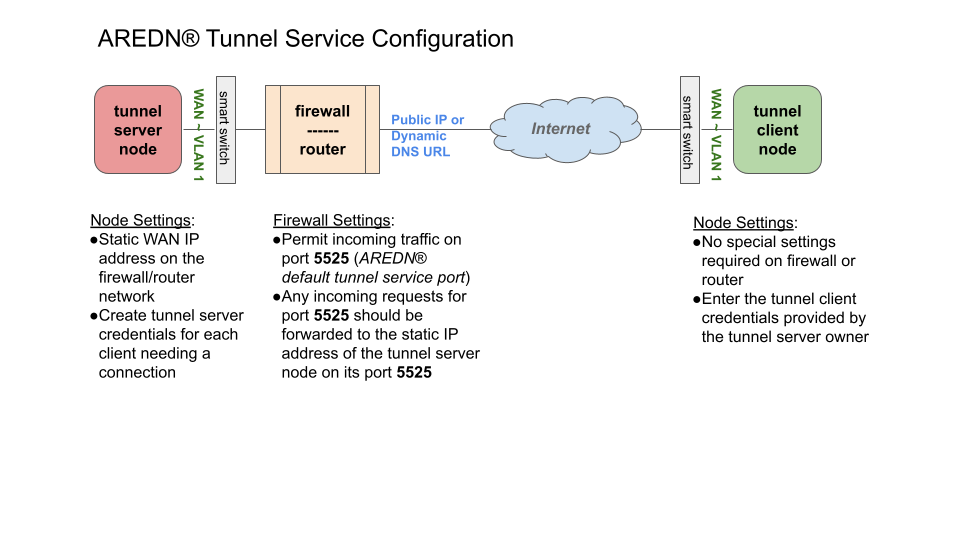 AREDN® Tunnel Service Configuration
tunnel
server
node
WAN ~ VLAN 1
smart switch
firewall
------
router
Public IP or
Dynamic
DNS URL
Internet
smart switch
WAN ~ VLAN 1
tunnel
client
node
Node Settings:
●Static WAN IP
address on the
firewall/router
network
●Create tunnel server
credentials for each
client needing a
connection
Firewall Settings:
●Permit incoming traffic on
port 5525 (AREDN®
default tunnel service port)
●Any incoming requests for
port 5525 should be
forwarded to the static IP
address of the tunnel server
node on its port 5525
Node Settings:
●No special settings
required on firewall or
router
●Enter the tunnel client
credentials provided by
the tunnel server owner